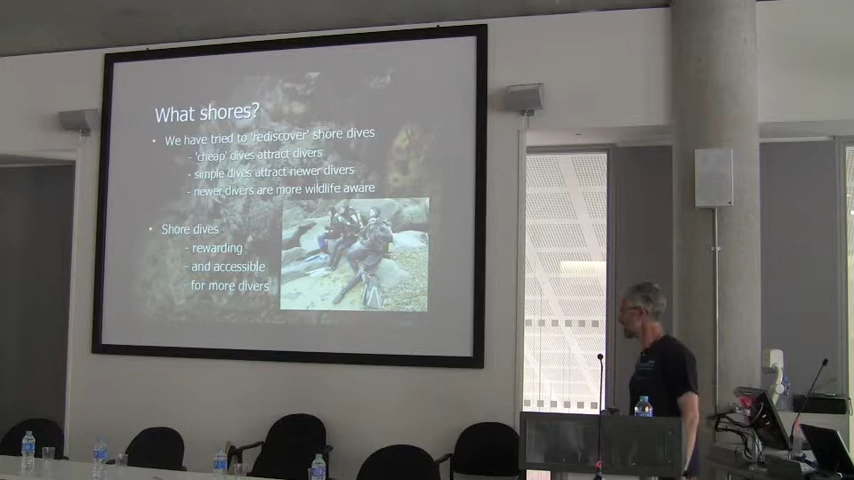 What shores?
• We have tried to 'rediscover' shore dives
- 'cheap' dives attract divers
- simple dives attract newer divers
- newer divers are more wildlife aware
• Shore dives
- rewarding
- and accessible
for more divers